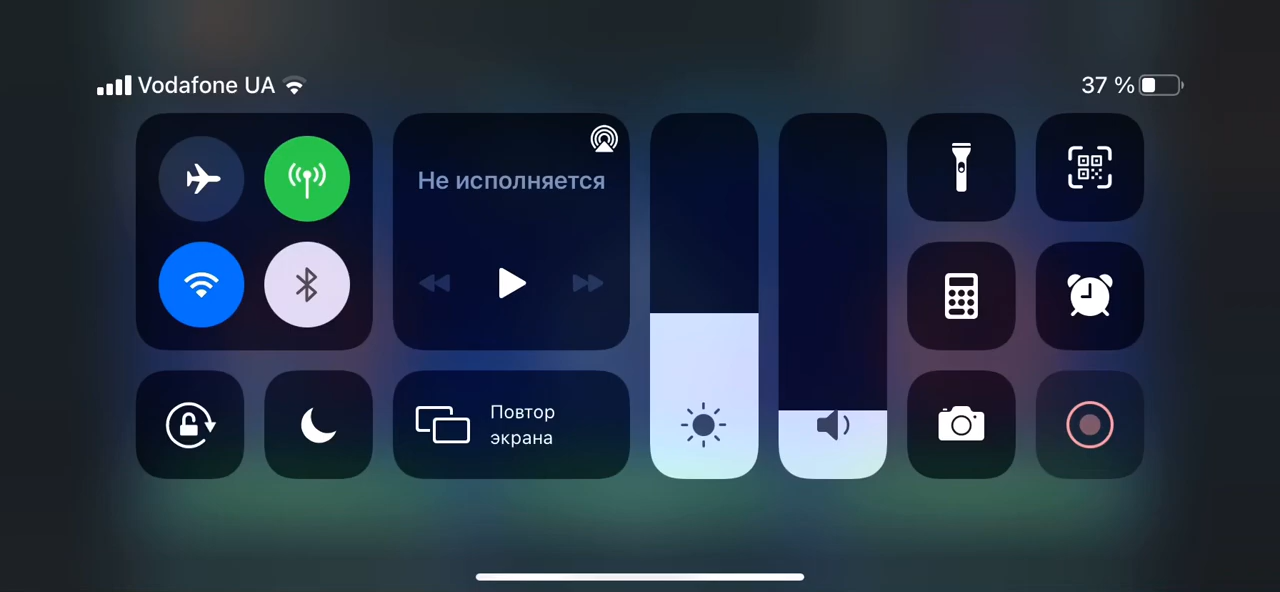 Vodafone UA
37 %
Не исполняется
Повтор
экрана